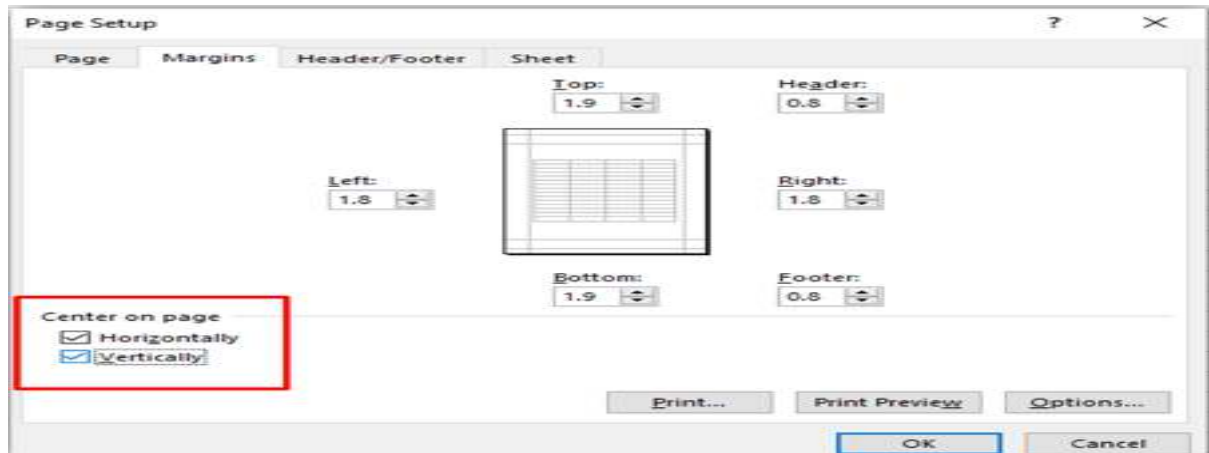 Page Setup ? ×
Page Margins Header/Footer Sheet
Top: Header:
1.9 0.8
Left: Right:
1.8 1.8
Bottom: Footer:
1.9 0.8
Center on page
Horizontally
Vertically
Print... Print Preview Options...
OK Cancel